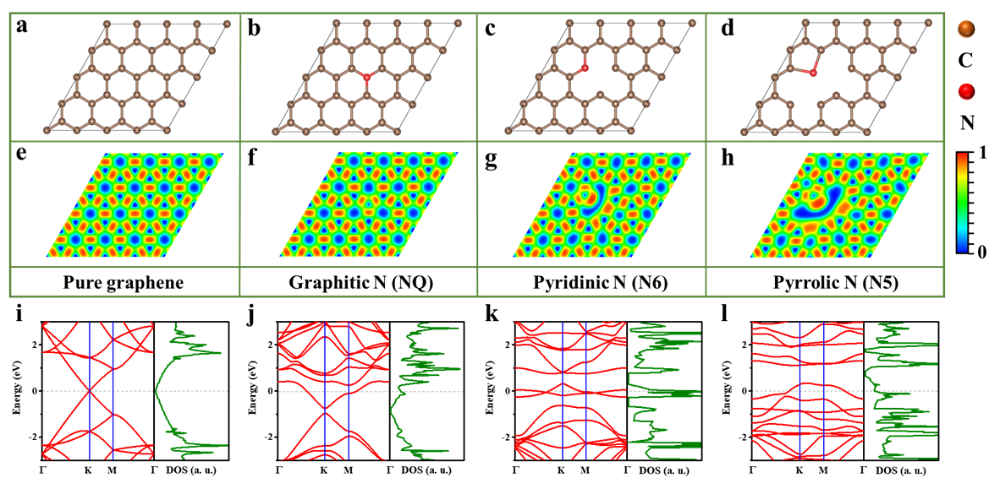 a
b
c
d
C
N
e
f
g
h
1
0
Pure graphene
Graphitic N (NQ)
Pyridinic N (N6)
Pyrrolic N (N5)
i
j
k
l
Energy (eV)
2
0
-2
Γ
K
M
Γ
DOS (a. u.)
Energy (eV)
2
0
-2
Γ
K
M
Γ
DOS (a. u.)
Energy (eV)
2
0
-2
Γ
K
M
Γ
DOS (a. u.)
Energy (eV)
2
0
-2
Γ
K
M
Γ
DOS (a. u.)